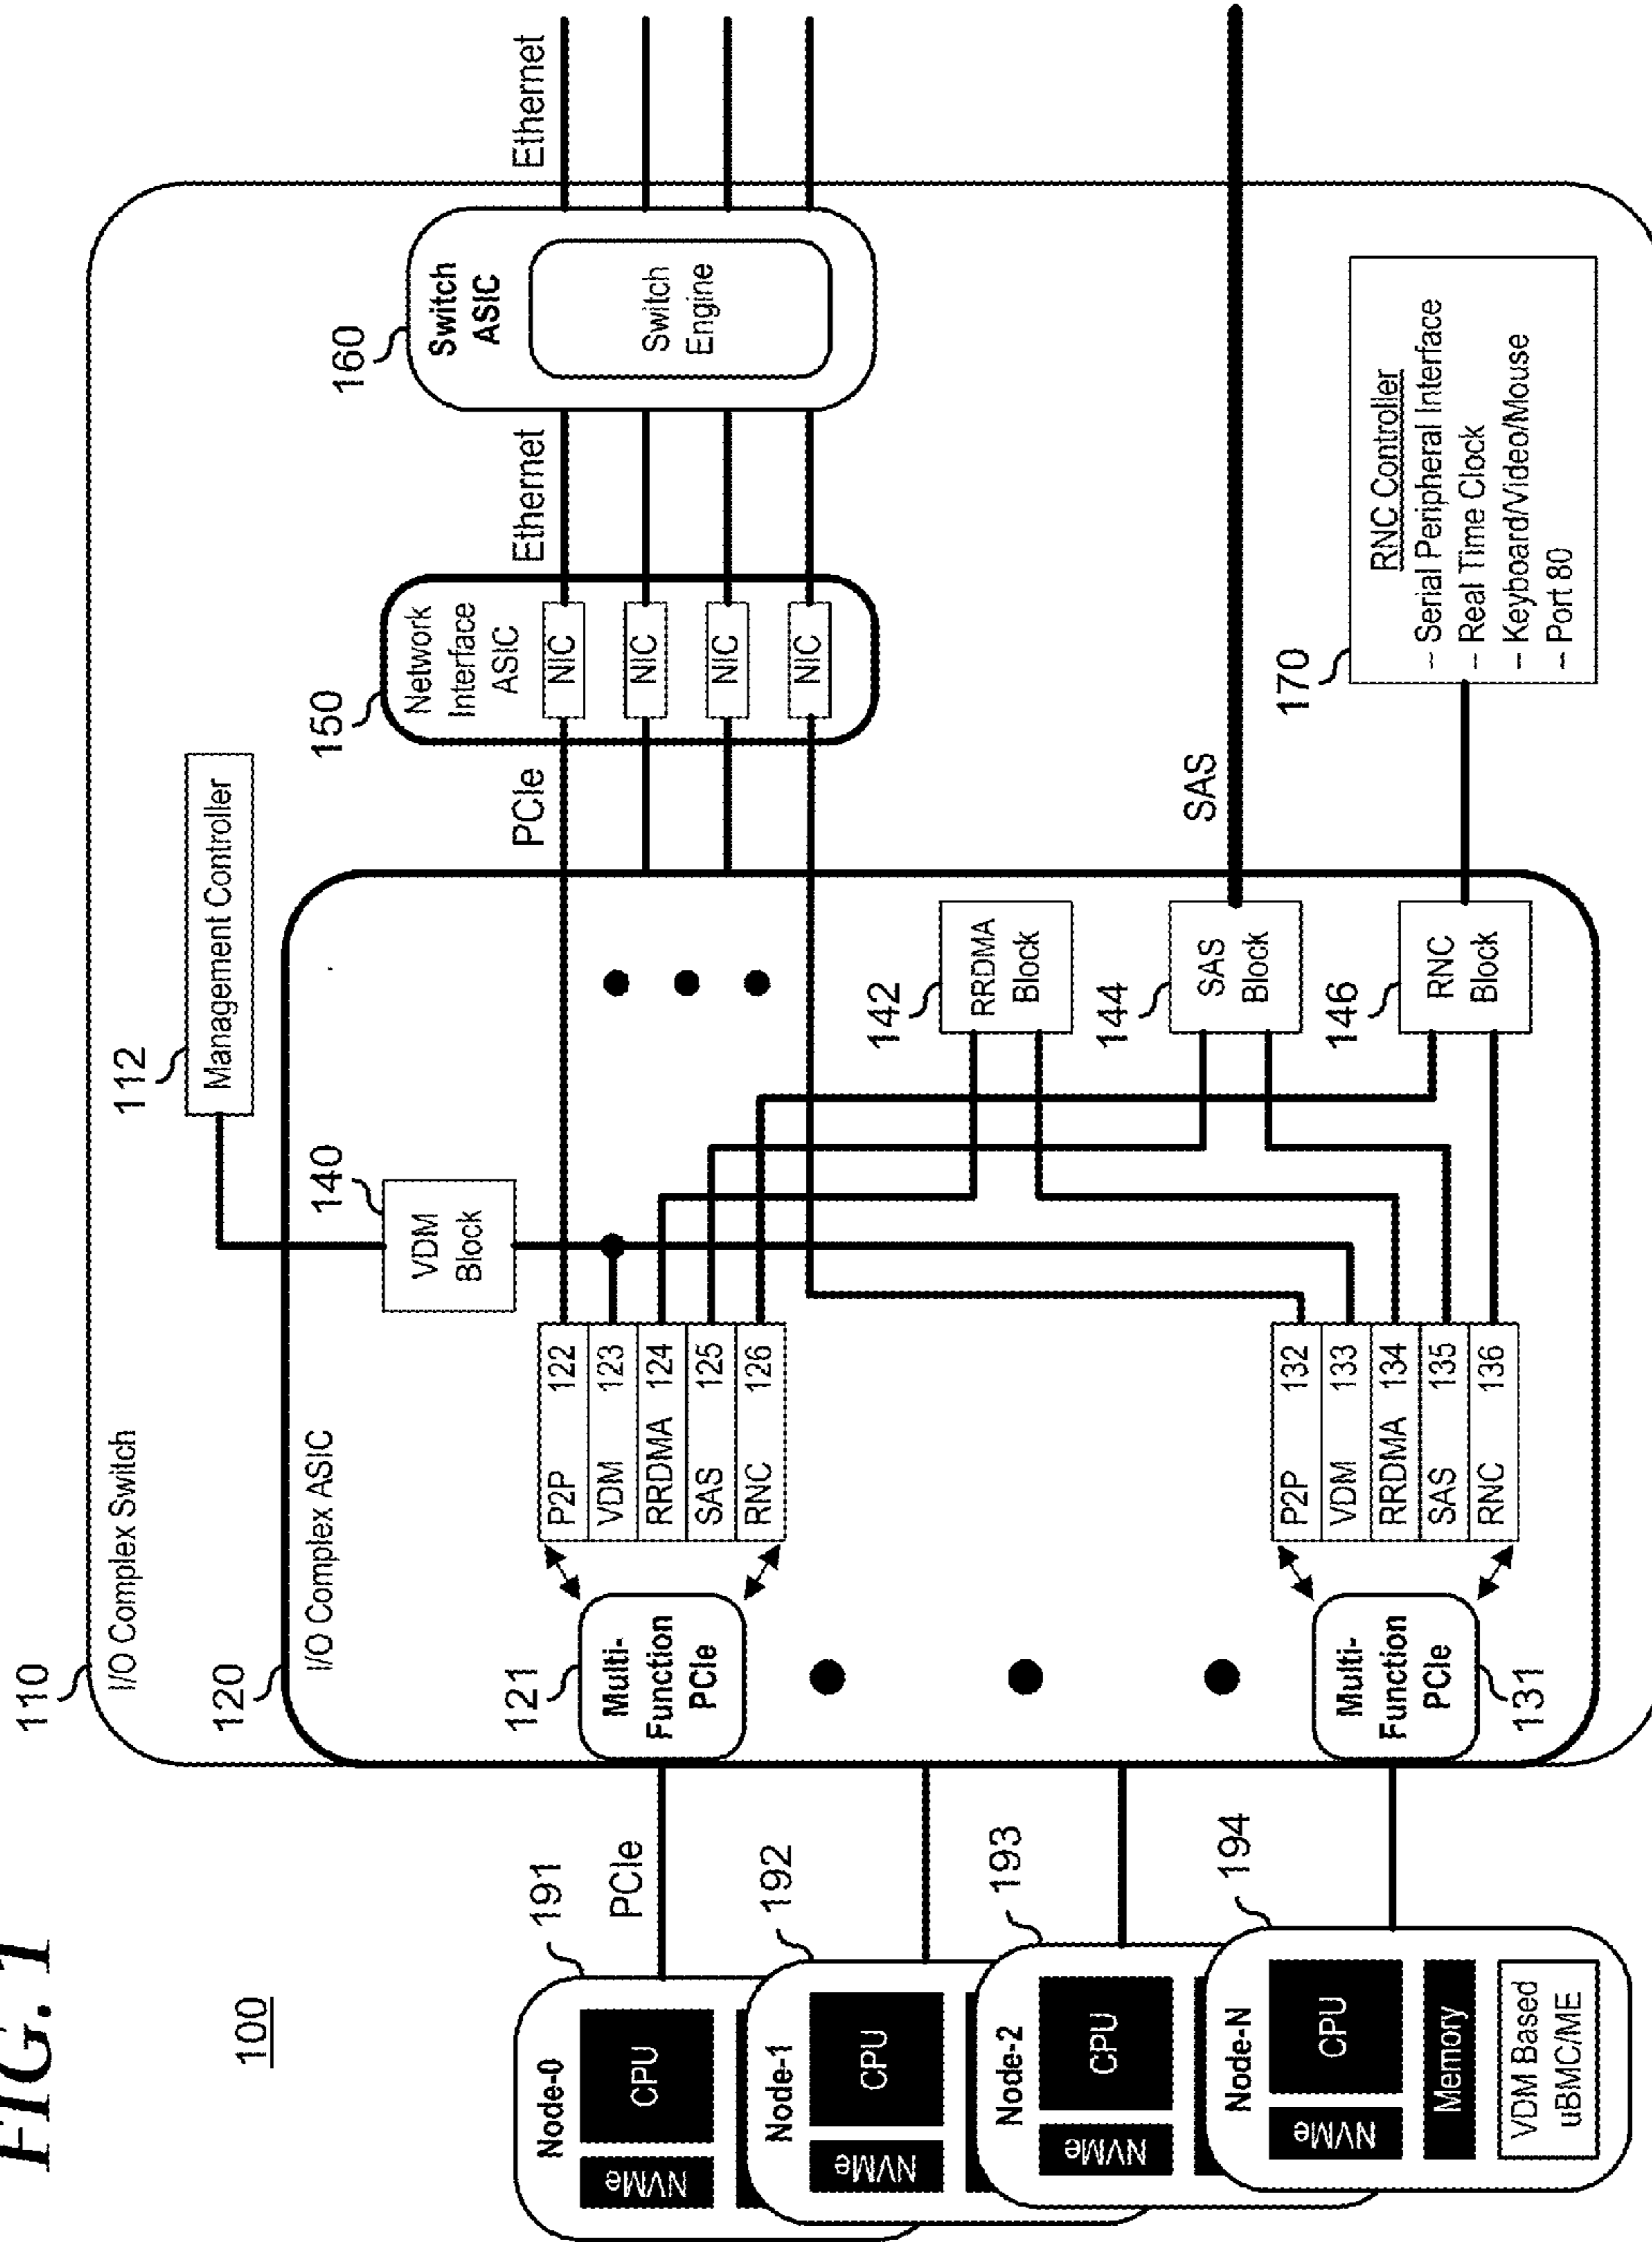 FIG. 1
100
110
I/O Complex Switch
112
Management Controller
120
I/O Complex ASIC
140
VDM
Block
191
Node-0
NVMe
CPU
PCIe
192
Node-1
NVMe
CPU
193
Node-2
NVMe
CPU
194
Node-N
NVMe
CPU
Memory
VDM Based
uBMC/ME
121
Multi-
Function
PCIe
P2P 122
VDM 123
RRDMA 124
SAS 125
RNC 126
131
Multi-
Function
PCIe
P2P 132
VDM 133
RRDMA 134
SAS 135
RNC 136
142
RRDMA
Block
144
SAS
Block
146
RNC
Block
PCIe
150
Network
Interface
ASIC
NIC
NIC
NIC
NIC
Ethernet
160
Switch
ASIC
Switch
Engine
Ethernet
SAS
170
RNC Controller
– Serial Peripheral Interface
– Real Time Clock
– Keyboard/Video/Mouse
– Port 80